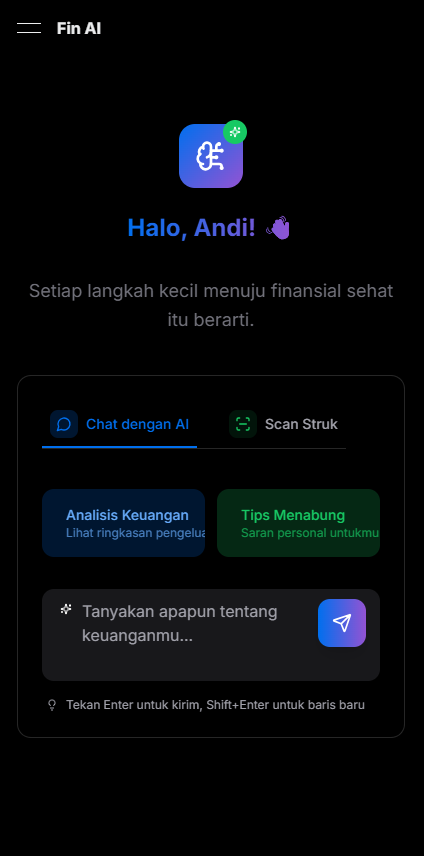 Fin AI
Halo, Andi! 👋
Setiap langkah kecil menuju finansial sehat
itu berarti.
Chat dengan AI
Scan Struk
Analisis Keuangan
Lihat ringkasan pengelua
Tips Menabung
Saran personal untukmu
Tanyakan apapun tentang
keuanganmu...
Tekan Enter untuk kirim, Shift+Enter untuk baris baru